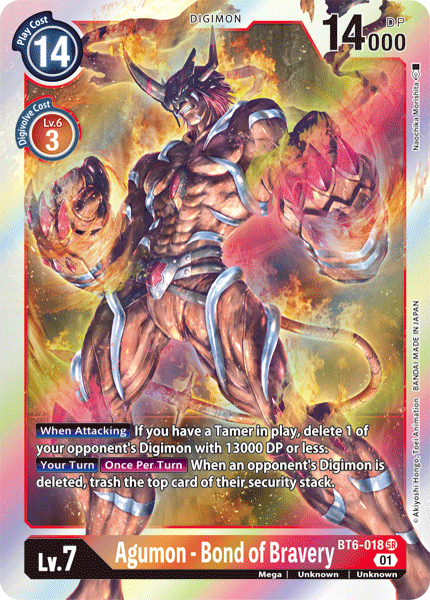 DIGIMON
Play Cost
14
DP
14000
Digivolve Cost
Lv.6
3
Naochika Morishita
When Attacking If you have a Tamer in play, delete 1 of
your opponent's Digimon with 13000 DP or less.
Your Turn Once Per Turn When an opponent's Digimon is
deleted, trash the top card of their security stack.
© Akiyoshi Hongo, Toei Animation BANDAI MADE IN JAPAN
Lv.7
Agumon - Bond of Bravery
BT6-018 SR
01
Mega | Unknown | Unknown